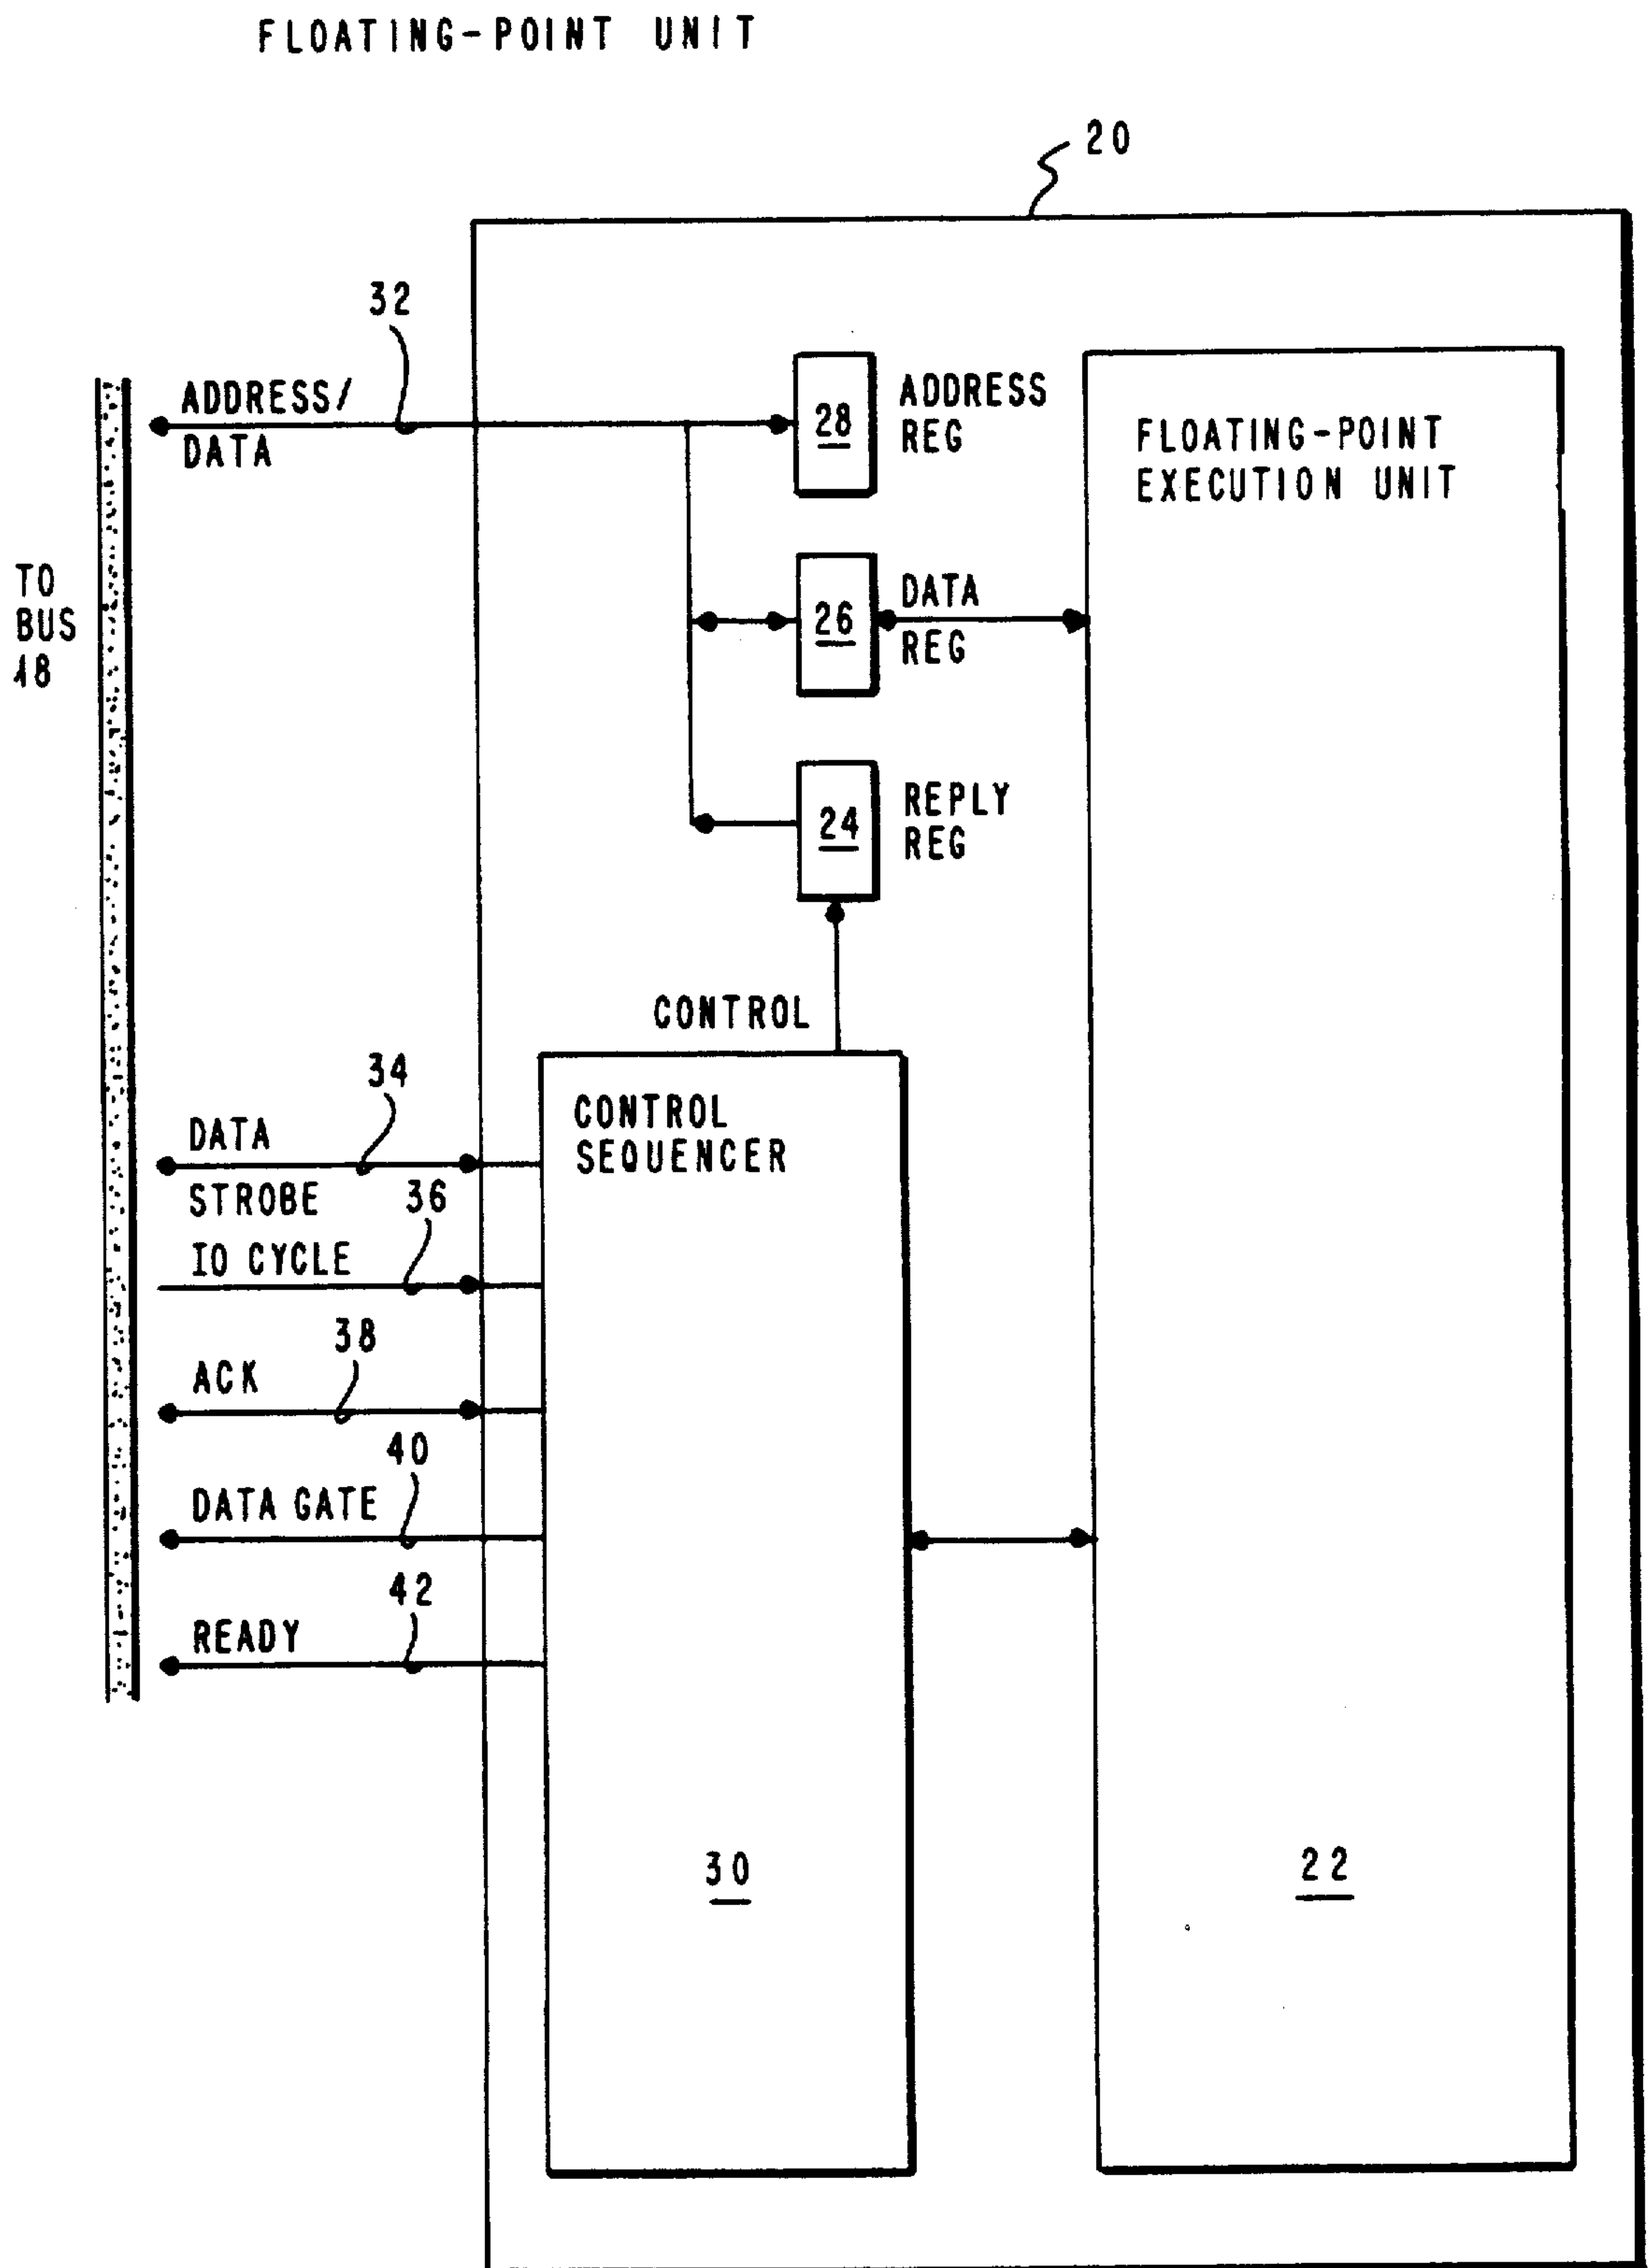 FLOATING-POINT UNIT
20
32
ADDRESS/
DATA
28
ADDRESS
REG
FLOATING-POINT
EXECUTION UNIT
TO
BUS
18
26
DATA
REG
24
REPLY
REG
CONTROL
34
DATA
STROBE
CONTROL
SEQUENCER
36
IO CYCLE
38
ACK
40
DATA GATE
42
READY
30
22